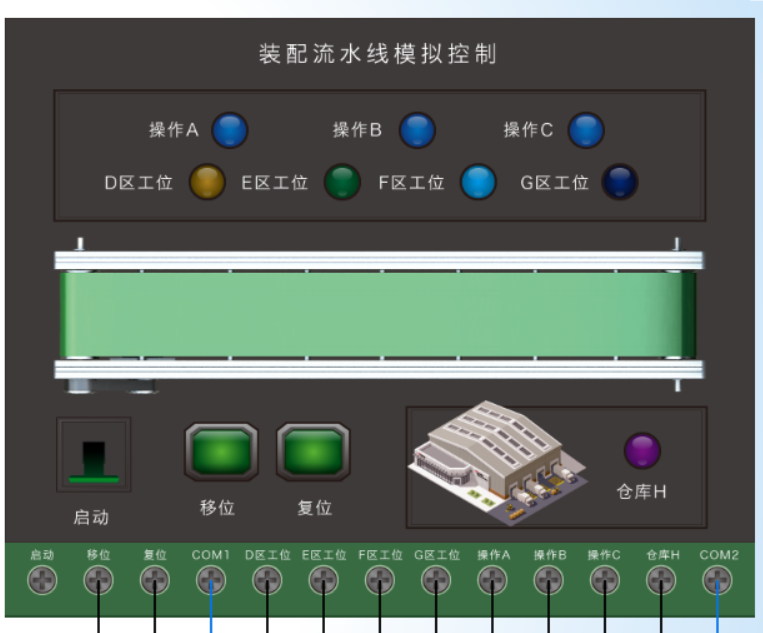 装配流水线模拟控制
操作A 操作B 操作C
D区工位 E区工位 F区工位 G区工位
启动 移位 复位 仓库H
启动 移位 复位 COM1 D区工位 E区工位 F区工位 G区工位 操作A 操作B 操作C 仓库H COM2